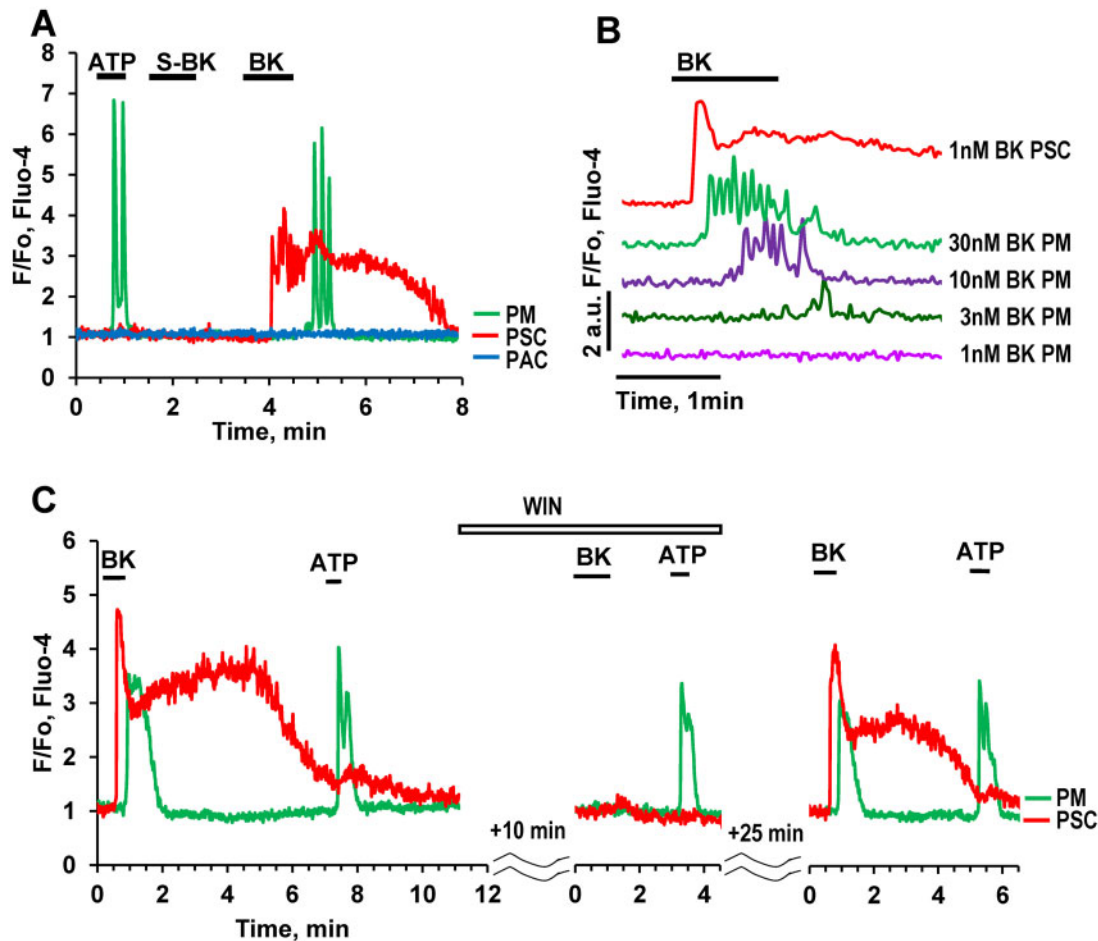 A
ATP S-BK BK
F/Fo, Fluo-4
8
7
6
5
4
3
2
1
0
PM
PSC
PAC
0 2 4 6 8
Time, min
B
BK
F/Fo, Fluo-4
2 a.u.
1nM BK PSC
30nM BK PM
10nM BK PM
3nM BK PM
1nM BK PM
Time, 1min
C
WIN
BK ATP BK ATP BK ATP
F/Fo, Fluo-4
6
5
4
3
2
1
0
+10 min +25 min
PM
PSC
0 2 4 6 8 10 12 0 2 4 0 2 4 6
Time, min